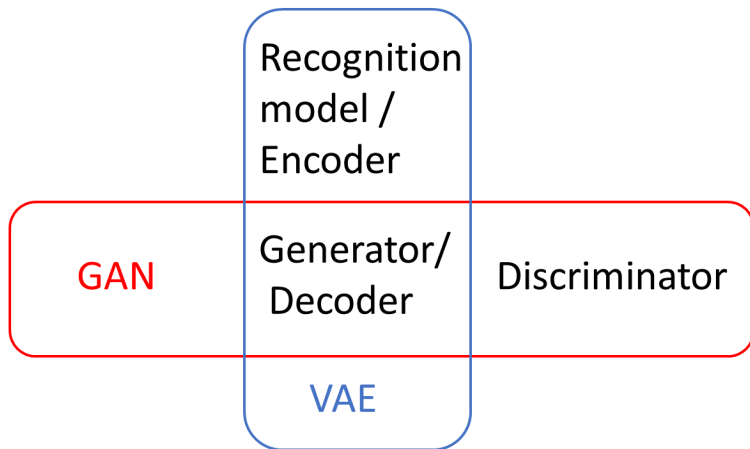 Recognition
model /
Encoder
GAN
Generator/
Decoder
Discriminator
VAE